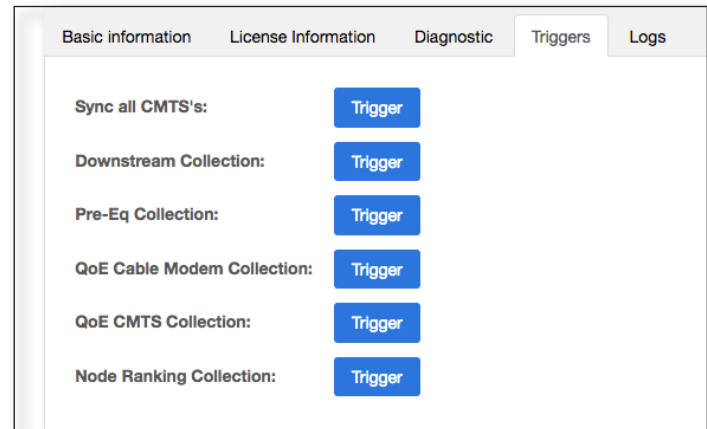 Basic information License Information Diagnostic Triggers Logs
Sync all CMTS's: Trigger
Downstream Collection: Trigger
Pre-Eq Collection: Trigger
QoE Cable Modem Collection: Trigger
QoE CMTS Collection: Trigger
Node Ranking Collection: Trigger